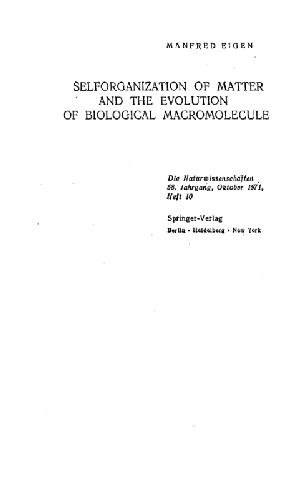 MANFRED EIGEN
SELFORGANIZATION OF MATTER
AND THE EVOLUTION
OF BIOLOGICAL MACROMOLECULE
Die Naturwissenschaften
58. Jahrgang, Oktober 1971,
Heft 10
Springer-Verlag
Berlin · Heidelberg · New York